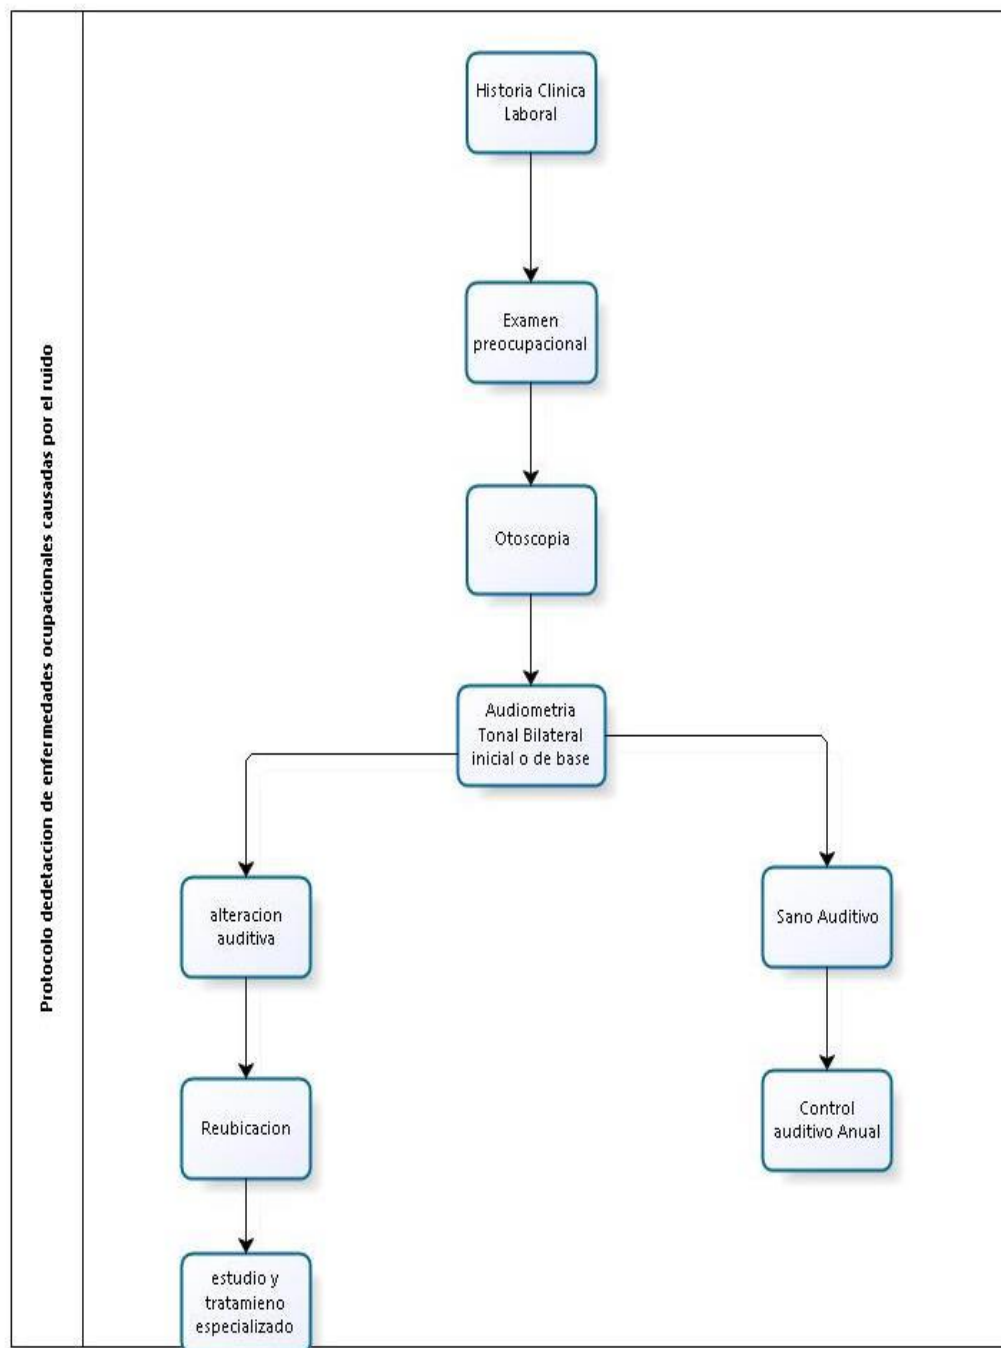 Protocolo dedetaccion de enfermedades ocupacionales causadas por el ruido
Historia Clinica
Laboral
Examen
preocupacional
Otoscopia
Audiometria
Tonal Bilateral
inicial o de base
alteracion
auditiva
Sano Auditivo
Reubicacion
Control
auditivo Anual
estudio y
tratamieno
especializado